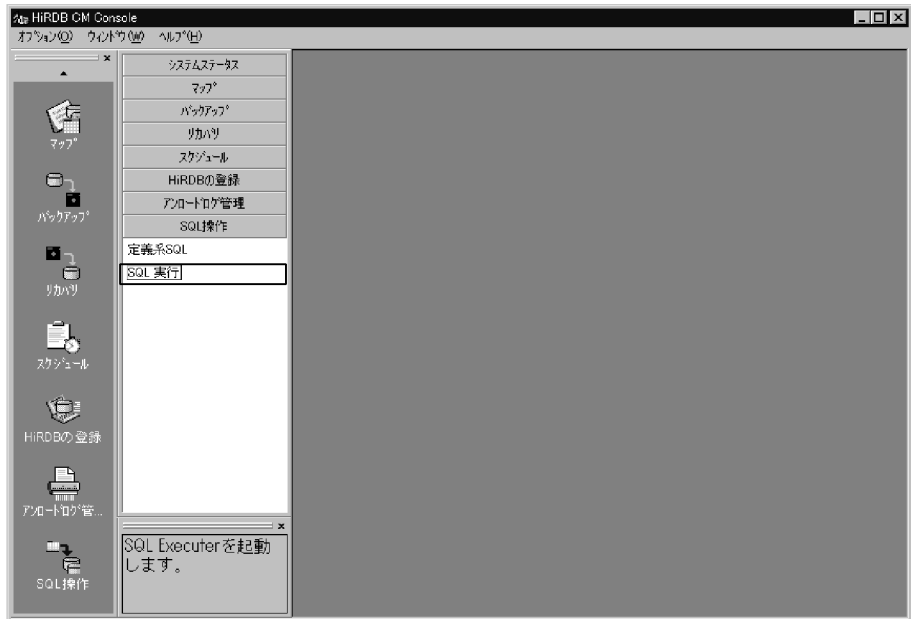 HiRDB CM Console
オプション(O) ウィンドウ(W) ヘルプ(H)
マップ
バックアップ
リカバリ
スケジュール
HiRDBの登録
アンロードログ管...
SQL操作
システムステータス
マップ
バックアップ
リカバリ
スケジュール
HiRDBの登録
アンロードログ管理
SQL操作
定義系SQL
SQL 実行
SQL Executerを起動
します。